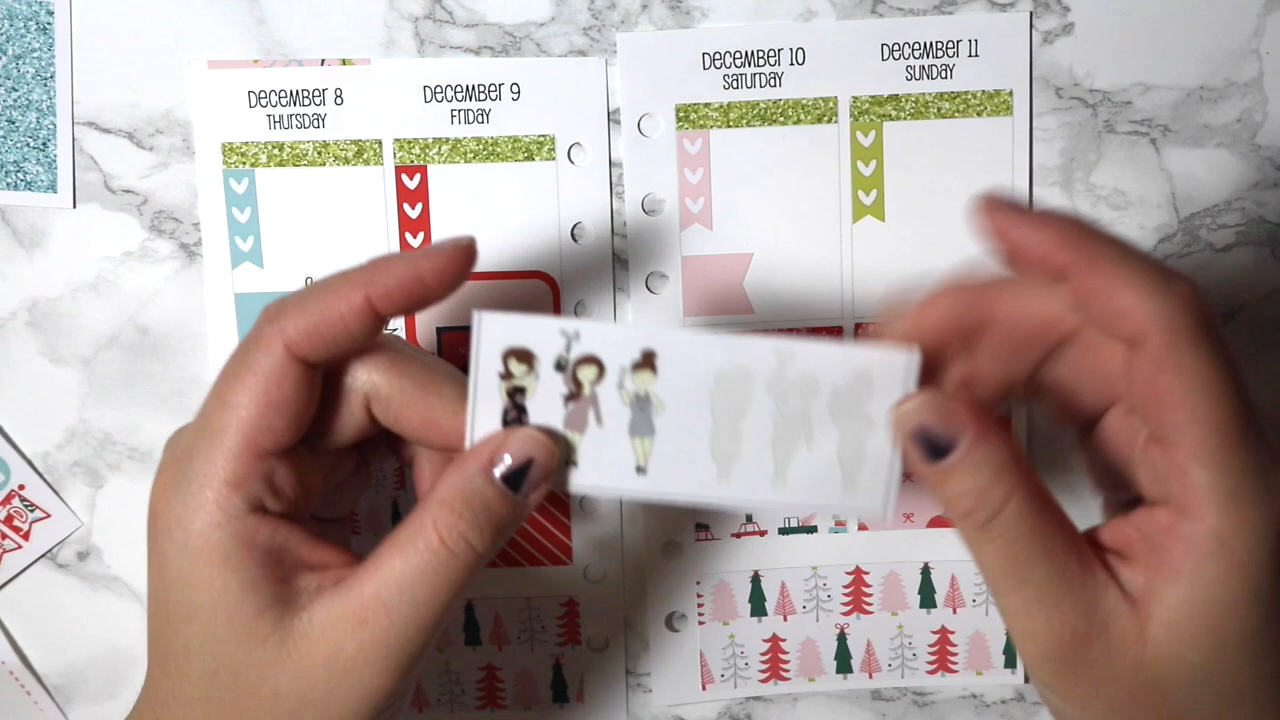 DECEMBER 8
THURSDAY
DECEMBER 9
FRIDAY
DECEMBER 10
SATURDAY
DECEMBER 11
SUNDAY